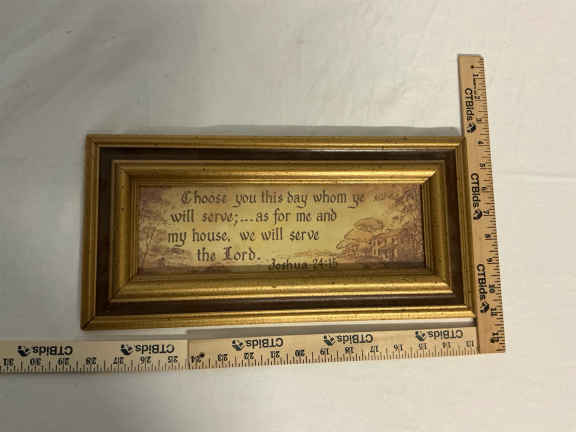 Choose you this day whom ye
will serve;...as for me and
my house, we will serve
the Lord.
Joshua 24:15
CTBids
CTBids
CTBids
CTBids
CTBids
CTBids
CTBids
CTBids
CTBids